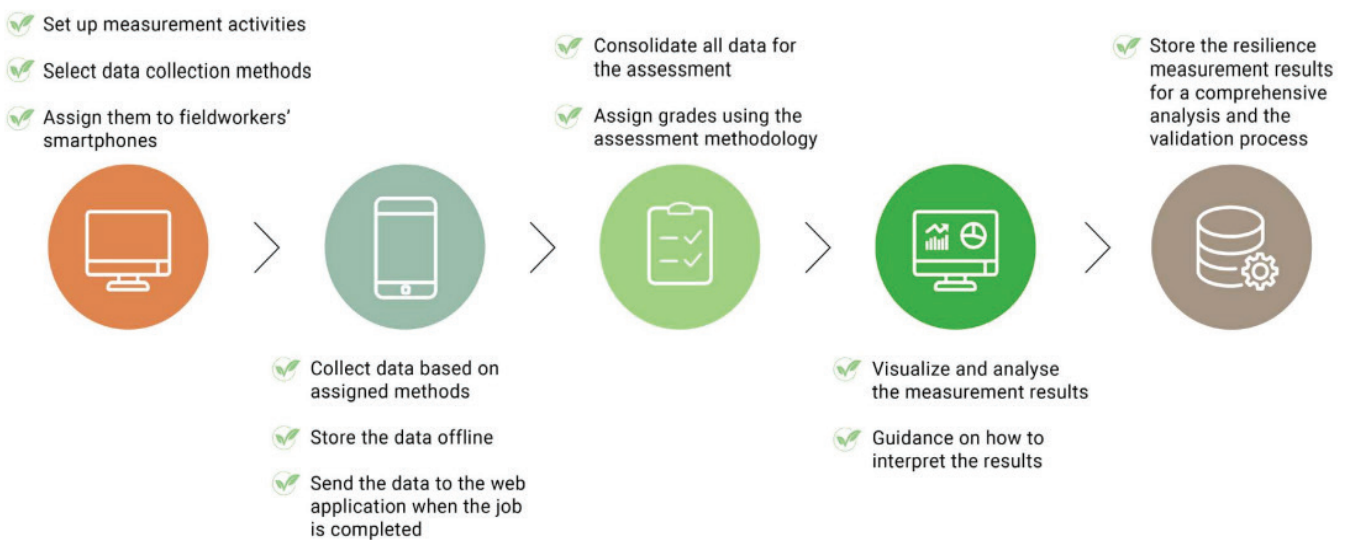 Set up measurement activities
Select data collection methods
Assign them to fieldworkers’
smartphones
Collect data based on
assigned methods
Store the data offline
Send the data to the web
application when the job
is completed
Consolidate all data for
the assessment
Assign grades using the
assessment methodology
Visualize and analyse
the measurement results
Guidance on how to
interpret the results
Store the resilience
measurement results
for a comprehensive
analysis and the
validation process